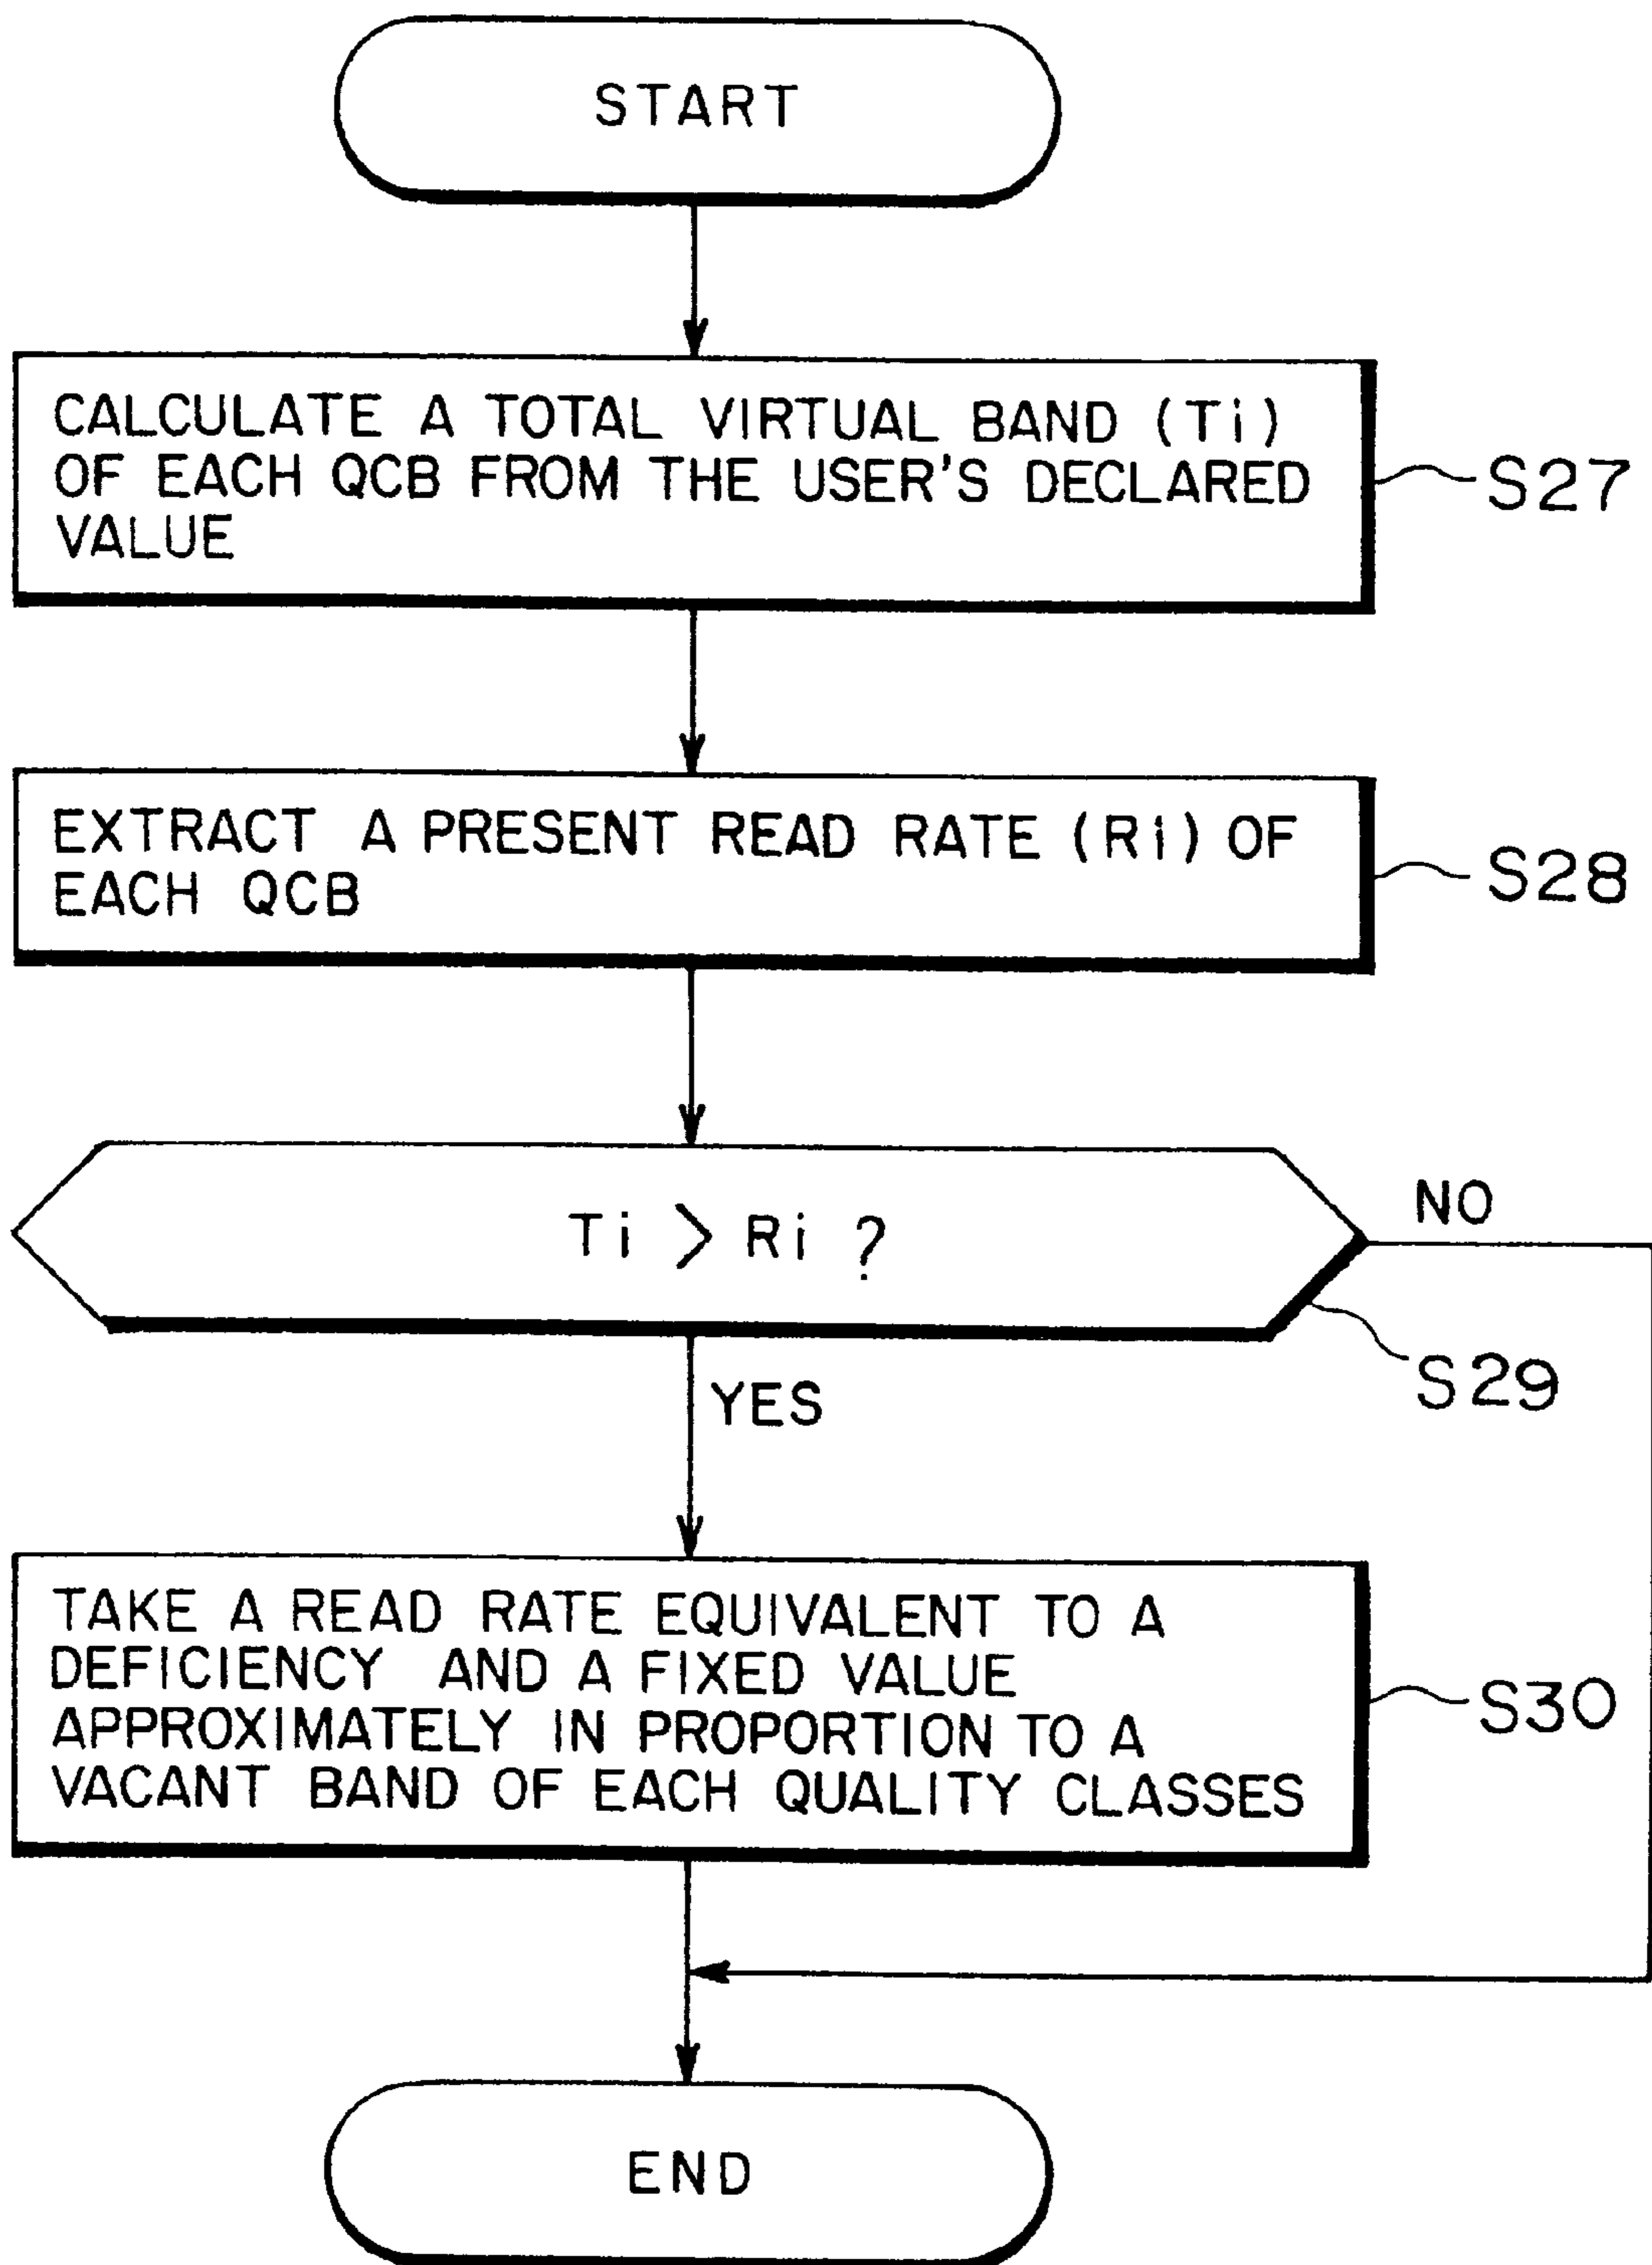 START
CALCULATE A TOTAL VIRTUAL BAND (Ti)
OF EACH QCB FROM THE USER'S DECLARED
VALUE
S27
EXTRACT A PRESENT READ RATE (Ri) OF
EACH QCB
S28
Ti > Ri ?
NO
S29
YES
TAKE A READ RATE EQUIVALENT TO A
DEFICIENCY AND A FIXED VALUE
APPROXIMATELY IN PROPORTION TO A
VACANT BAND OF EACH QUALITY CLASSES
S30
END